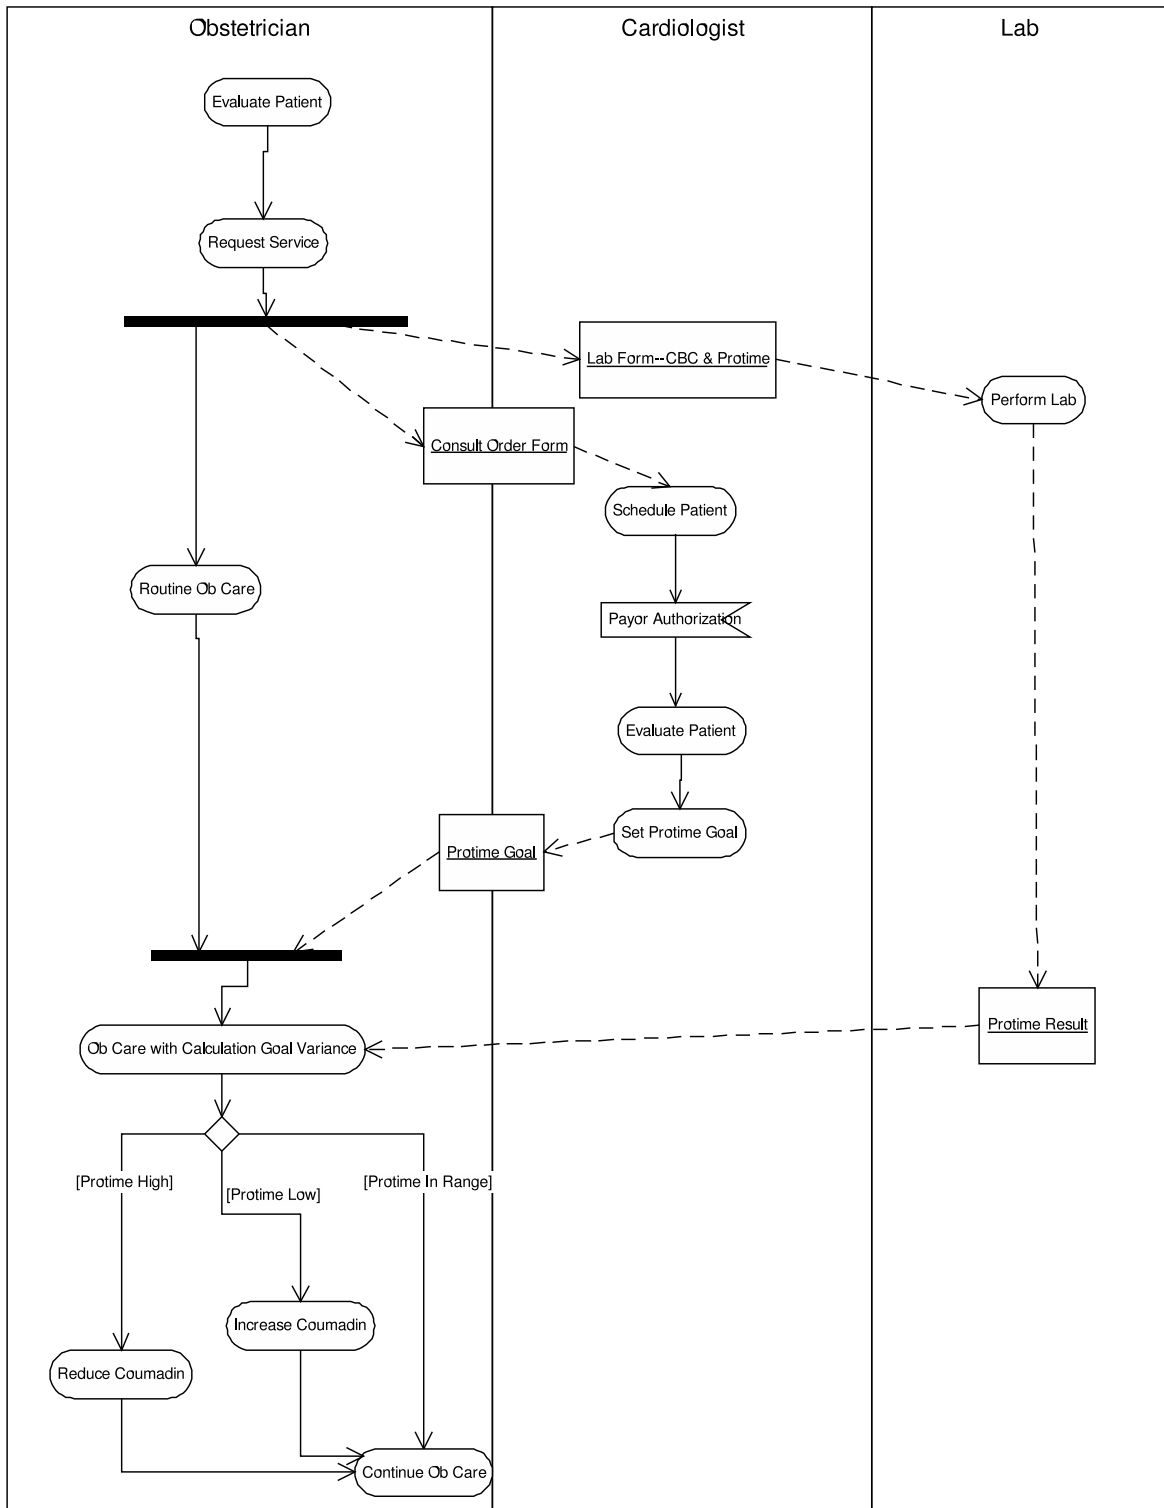 Obstetrician
Cardiologist
Lab
Evaluate Patient
Request Service
Lab Form--CBC & Protime
Perform Lab
Consult Order Form
Schedule Patient
Routine Ob Care
Payor Authorization
Evaluate Patient
Set Protime Goal
Protime Goal
Protime Result
Ob Care with Calculation Goal Variance
[Protime High]
[Protime Low]
[Protime In Range]
Increase Coumadin
Reduce Coumadin
Continue Ob Care